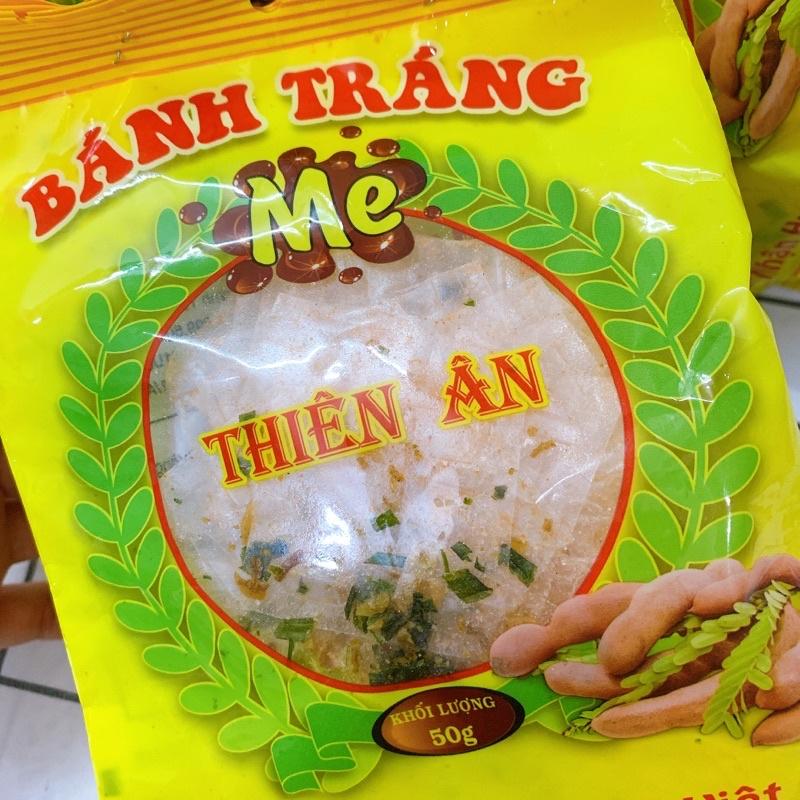 BÁNH TRÁNG
Me
THIÊN ÂN
KHỐI LƯỢNG
50g